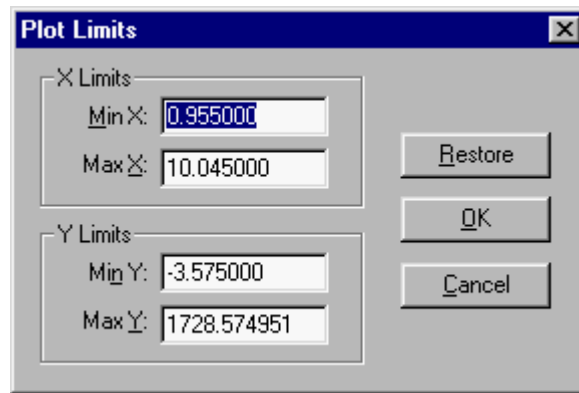 Plot Limits
X Limits
Min X: 0.955000
Max X: 10.045000
Y Limits
Min Y: -3.575000
Max Y: 1728.574951
Restore
OK
Cancel